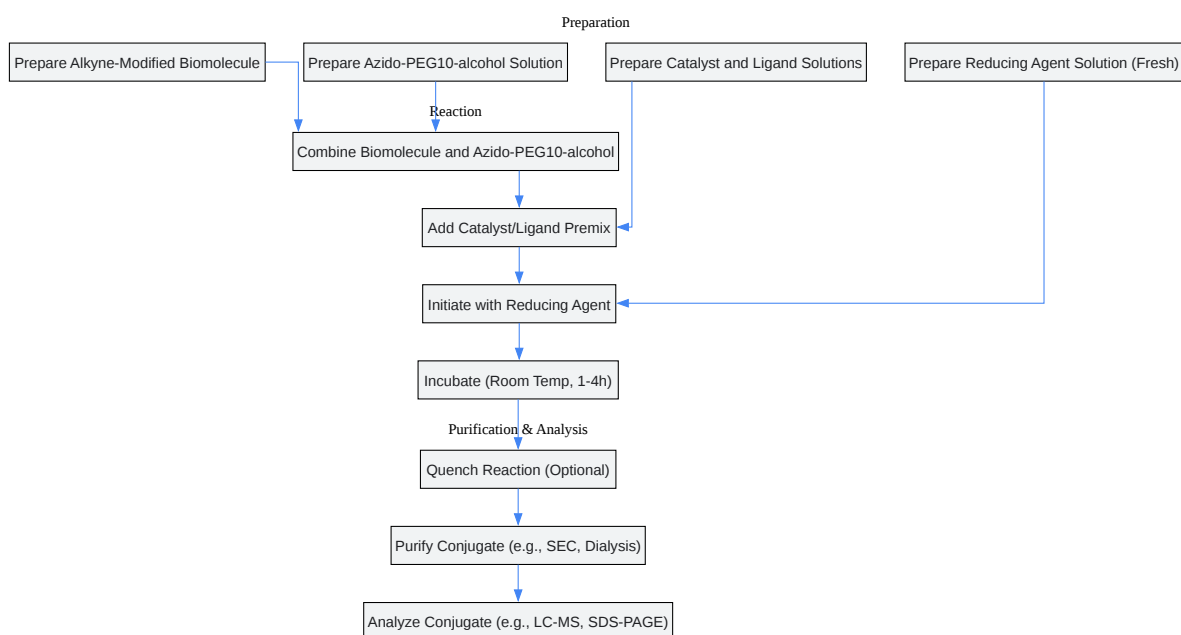 Preparation
Prepare Alkyne-Modified Biomolecule
Prepare Azido-PEG10-alcohol Solution
Prepare Catalyst and Ligand Solutions
Prepare Reducing Agent Solution (Fresh)
Reaction
Combine Biomolecule and Azido-PEG10-alcohol
Add Catalyst/Ligand Premix
Initiate with Reducing Agent
Incubate (Room Temp, 1-4h)
Purification & Analysis
Quench Reaction (Optional)
Purify Conjugate (e.g., SEC, Dialysis)
Analyze Conjugate (e.g., LC-MS, SDS-PAGE)